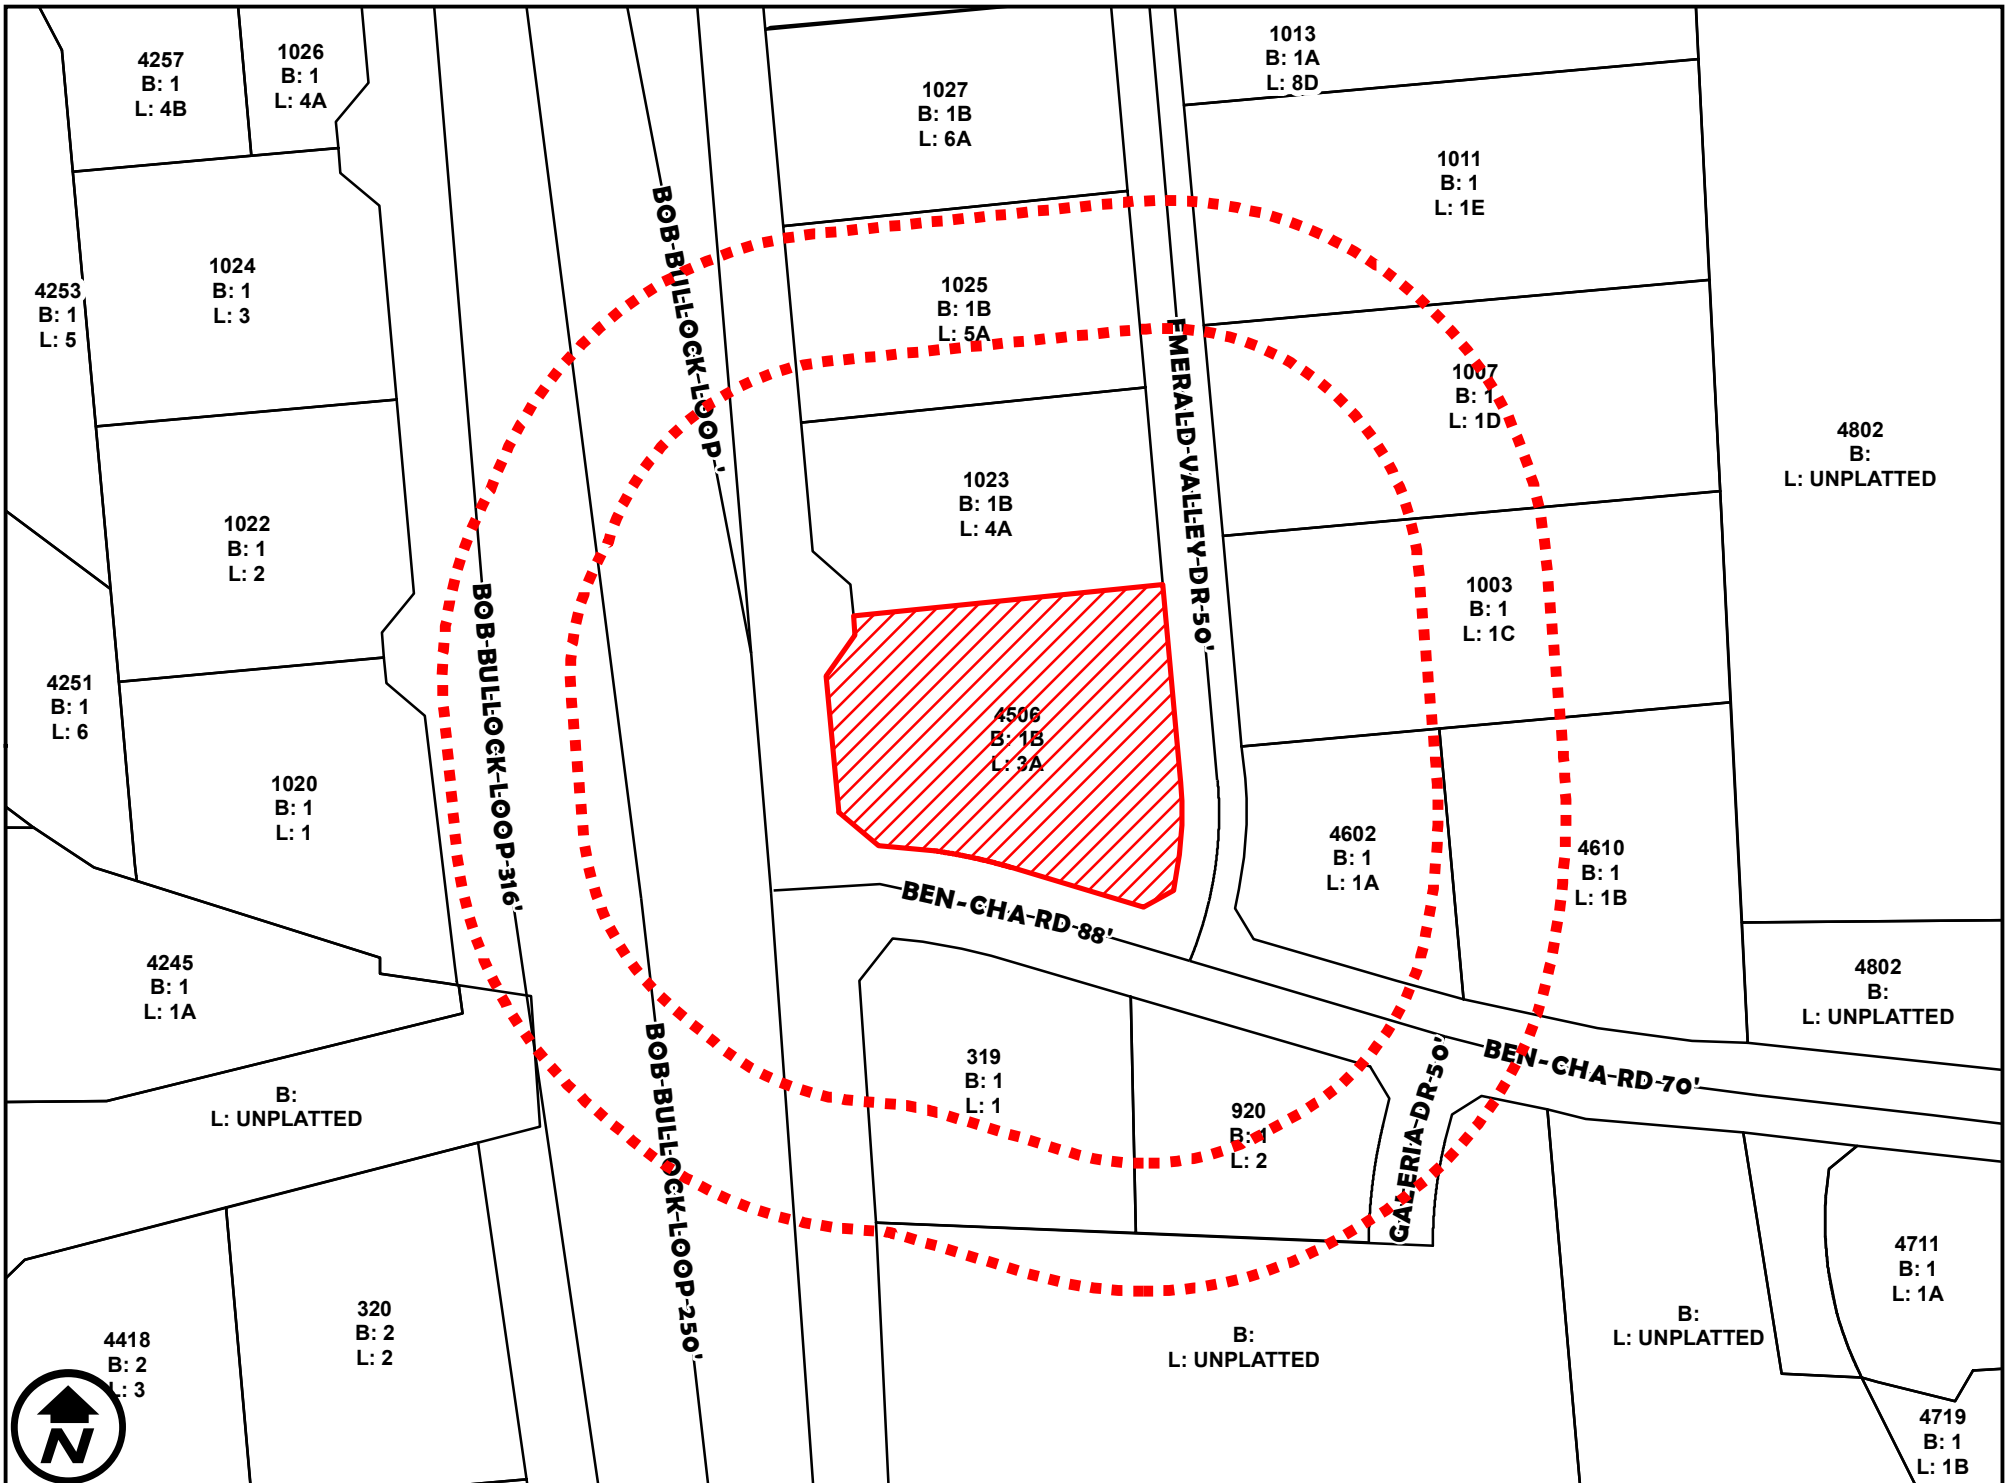 4257
B: 1
L: 4B
1026
B: 1
L: 4A
1027
B: 1B
L: 6A
1013
B: 1A
L: 8D
1011
B: 1
L: 1E
4253
B: 1
L: 5
1024
B: 1
L: 3
BOB-BULLOCK-LOOP-'
1025
B: 1B
L: 5A
EMERALD-VALLEY-DR-50'
1007
B: 1
L: 1D
4802
B:
L: UNPLATTED
1022
B: 1
L: 2
1023
B: 1B
L: 4A
1003
B: 1
L: 1C
4251
B: 1
L: 6
BOB-BULLOCK-LOOP-316'
4506
B: 1B
L: 3A
1020
B: 1
L: 1
4602
B: 1
L: 1A
4610
B: 1
L: 1B
BEN-CHA-RD-88'
4245
B: 1
L: 1A
4802
B:
L: UNPLATTED
BOB-BULLOCK-LOOP-250'
319
B: 1
L: 1
920
B: 1
L: 2
GALERIA-DR-50'
BEN-CHA-RD-70'
B:
L: UNPLATTED
4711
B: 1
L: 1A
320
B: 2
L: 2
4418
B: 2
L: 3
B:
L: UNPLATTED
B:
L: UNPLATTED
4719
B: 1
L: 1B
N